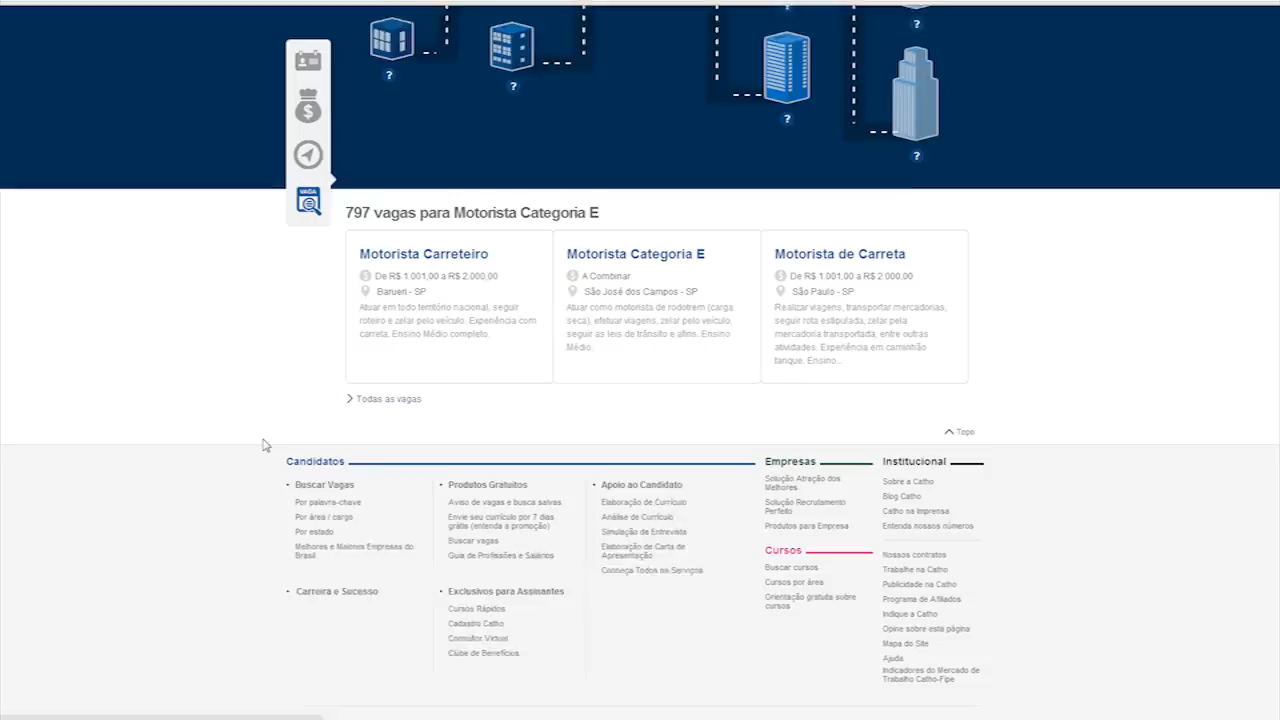 ?
?
?
?
?
VAGA
797 vagas para Motorista Categoria E
Motorista Carreteiro
De R$ 1.001,00 a R$ 2.000,00
Barueri - SP
Atuar em todo território nacional, seguir
roteiro e zelar pelo veículo. Experiência com
carreta. Ensino Médio completo.
Motorista Categoria E
A Combinar
São José dos Campos - SP
Atuar como motorista de rodotrem (carga
seca), efetuar viagens, zelar pelo veículo,
seguir as leis de trânsito e afins. Ensino
Médio.
Motorista de Carreta
De R$ 1.001,00 a R$ 2.000,00
São Paulo - SP
Realizar viagens, transportar mercadorias,
seguir rota estipulada, zelar pela
mercadoria transportada, entre outras
atividades. Experiência em caminhão
tanque. Ensino...
Todas as vagas
Topo
Candidatos
Buscar Vagas
Por palavra-chave
Por área / cargo
Por estado
Melhores e Maiores Empresas do
Brasil
Carreira e Sucesso
Produtos Gratuitos
Aviso de vagas e busca salvas
Envie seu currículo por 7 dias
grátis (entenda a promoção)
Buscar vagas
Guia de Profissões e Salários
Exclusivos para Assinantes
Cursos Rápidos
Cadastro Catho
Consultor Virtual
Clube de Benefícios
Apoio ao Candidato
Elaboração de Currículo
Análise de Currículo
Simulação de Entrevista
Elaboração de Carta de
Apresentação
Conheça Todos os Serviços
Empresas
Solução Atração dos
Melhores
Solução Recrutamento
Perfeito
Produtos para Empresa
Cursos
Buscar cursos
Cursos por área
Orientação gratuita sobre
cursos
Institucional
Sobre a Catho
Blog Catho
Catho na Imprensa
Entenda nossos números
Nossos contratos
Trabalhe na Catho
Publicidade na Catho
Programa de Afiliados
Indique a Catho
Opine sobre esta página
Mapa do Site
Ajuda
Indicadores do Mercado de
Trabalho Catho-Fipe